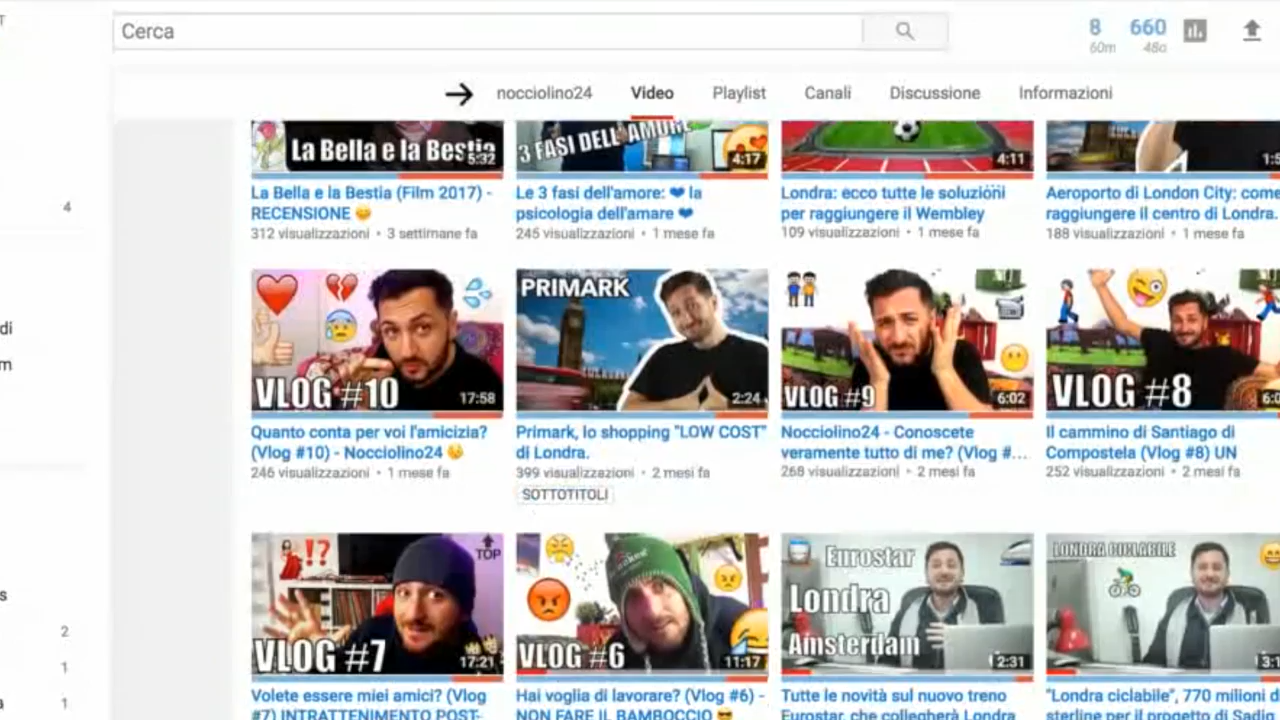 T
Cerca
8
660
60m
48o
nocciolino24
Video
Playlist
Canali
Discussione
Informazioni
La Bella e la Bestia
5:32
3 FASI DELL'AMORE
4:17
4:11
La Bella e la Bestia (Film 2017) -
RECENSIONE
312 visualizzazioni • 3 settimane fa
Le 3 fasi dell'amore: ❤ la
psicologia dell'amare ❤
245 visualizzazioni • 1 mese fa
Londra: ecco tutte le soluzioni
per raggiungere il Wembley
109 visualizzazioni • 1 mese fa
Aeroporto di London City: come
raggiungere il centro di Londra.
188 visualizzazioni • 1 mese fa
4
di
m
VLOG #10
17:58
PRIMARK
2:24
VLOG #9
6:02
VLOG #8
Quanto conta per voi l'amicizia?
(Vlog #10) - Nocciolino24
246 visualizzazioni • 1 mese fa
Primark, lo shopping "LOW COST"
di Londra.
399 visualizzazioni • 2 mesi fa
SOTTOTITOLI
Nocciolino24 - Conoscete
veramente tutto di me? (Vlog #...
268 visualizzazioni • 2 mesi fa
Il cammino di Santiago di
Compostela (Vlog #8) UN
252 visualizzazioni • 2 mesi fa
s
2
1
a
1
!?
TOP
VLOG #7
17:21
VLOG #6
11:17
Eurostar
Londra
Amsterdam
2:31
LONDRA CICLABILE
3:1
Volete essere miei amici? (Vlog
#7) INTRATTENIMENTO POST-
Hai voglia di lavorare? (Vlog #6) -
NON FARE IL BAMBOCCIO
Tutte le novità sul nuovo treno
Eurostar, che collegherà Londra
"Londra ciclabile", 770 milioni d
sterline per il progetto di Sadiq